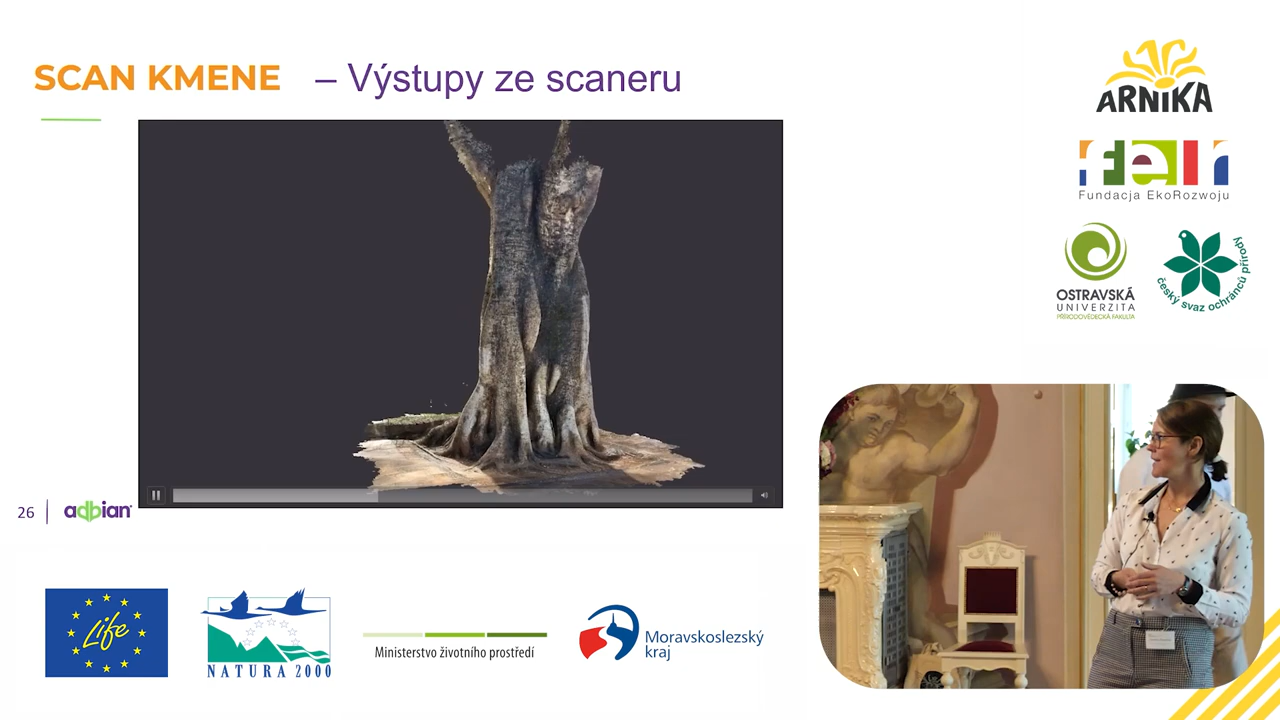 SCAN KMENE – Výstupy ze scaneru
ARNIKA
feri
Fundacja EkoRozwoju
OSTRAVSKÁ
UNIVERZITA
PŘÍRODOVĚDECKÁ FAKULTA
český svaz ochránců přírody
26
adbian
Life
NATURA 2000
Ministerstvo životního prostředí
Moravskoslezský
kraj